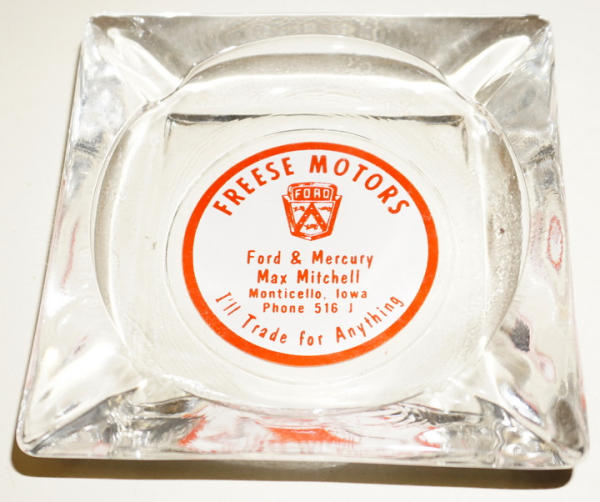 FREESE MOTORS
FORD
Ford & Mercury
Max Mitchell
Monticello, Iowa
Phone 516 J
I'll Trade for Anything